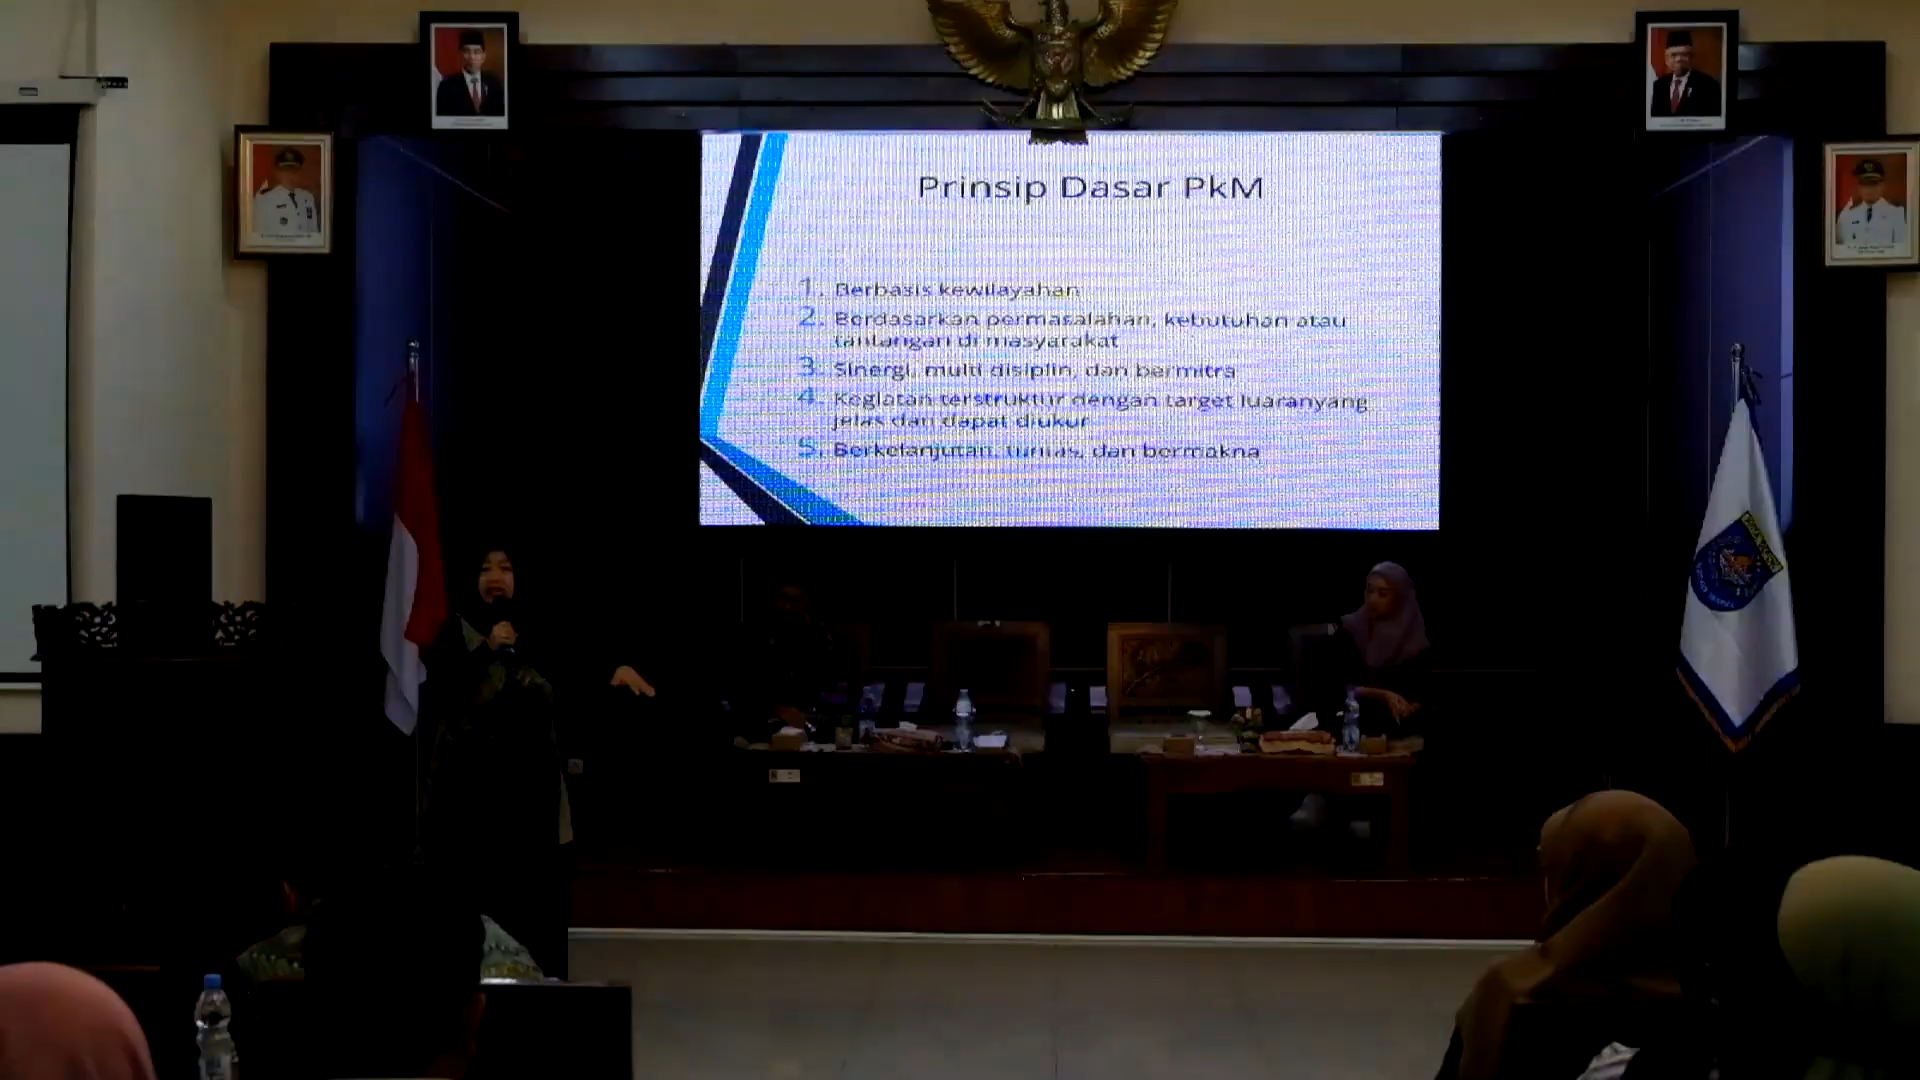 Prinsip Dasar PkM
1. Berbasis kewilayahan
2. Berdasarkan permasalahan, kebutuhan atau
tantangan di masyarakat
3. Sinergi, multi disiplin, dan bermitra
4. Kegiatan terstruktur dengan target luaranyang
jelas dan dapat diukur
5. Berkelanjutan, tuntas, dan bermakna